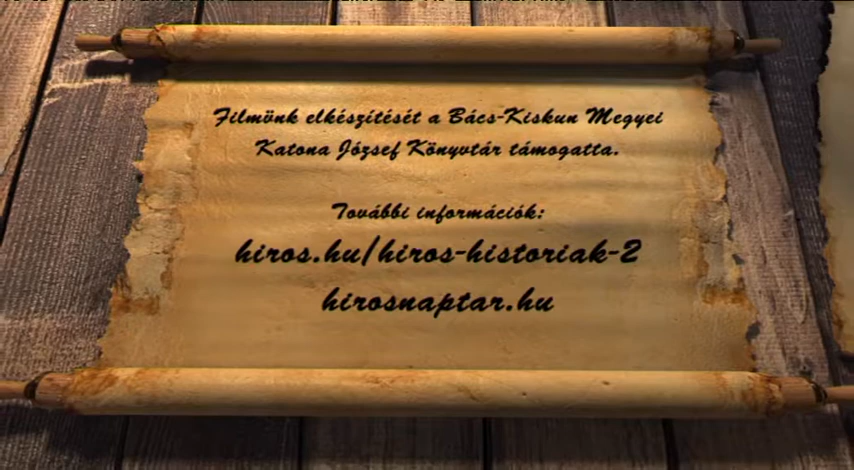 Filmünk elkészítését a Bács-Kiskun Megyei
Katona József Könyvtár támogatta.
További információk:
hiros.hu/hiros-historiak-2
hirosnaptar.hu